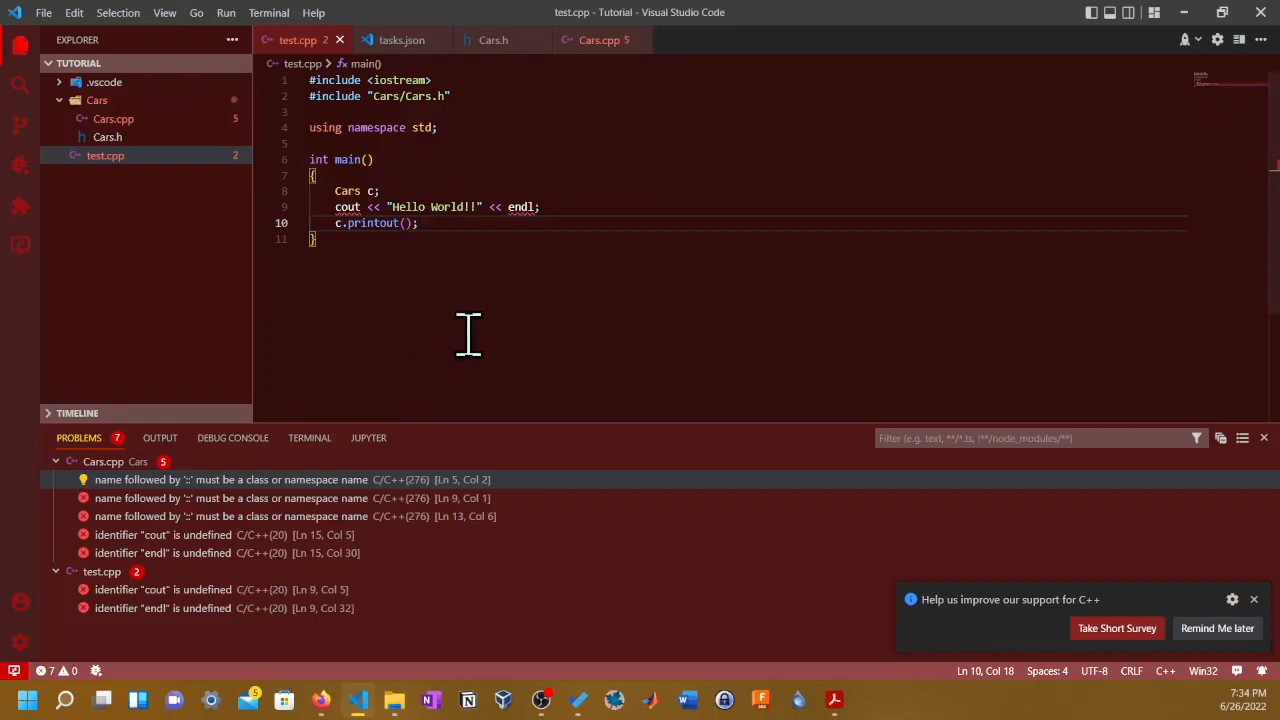 File Edit Selection View Go Run Terminal Help
test.cpp - Tutorial - Visual Studio Code
EXPLORER
TUTORIAL
.vscode
Cars
Cars.cpp 5
Cars.h
test.cpp 2
TIMELINE
test.cpp 2 tasks.json Cars.h Cars.cpp 5
test.cpp > main()
1 #include <iostream>
2 #include "Cars/Cars.h"
3
4 using namespace std;
5
6 int main()
7 {
8 Cars c;
9 cout << "Hello World!!" << endl;
10 c.printout();
11 }
PROBLEMS 7 OUTPUT DEBUG CONSOLE TERMINAL JUPYTER
Filter (e.g. text, **/*.ts, !**/node_modules/**)
Cars.cpp Cars 5
name followed by '::' must be a class or namespace name C/C++(276) [Ln 5, Col 2]
name followed by '::' must be a class or namespace name C/C++(276) [Ln 9, Col 1]
name followed by '::' must be a class or namespace name C/C++(276) [Ln 13, Col 6]
identifier "cout" is undefined C/C++(20) [Ln 15, Col 5]
identifier "endl" is undefined C/C++(20) [Ln 15, Col 30]
test.cpp 2
identifier "cout" is undefined C/C++(20) [Ln 9, Col 5]
identifier "endl" is undefined C/C++(20) [Ln 9, Col 32]
Help us improve our support for C++
Take Short Survey Remind Me later
7 0
Ln 10, Col 18 Spaces: 4 UTF-8 CRLF C++ Win32
5
7:34 PM
6/26/2022